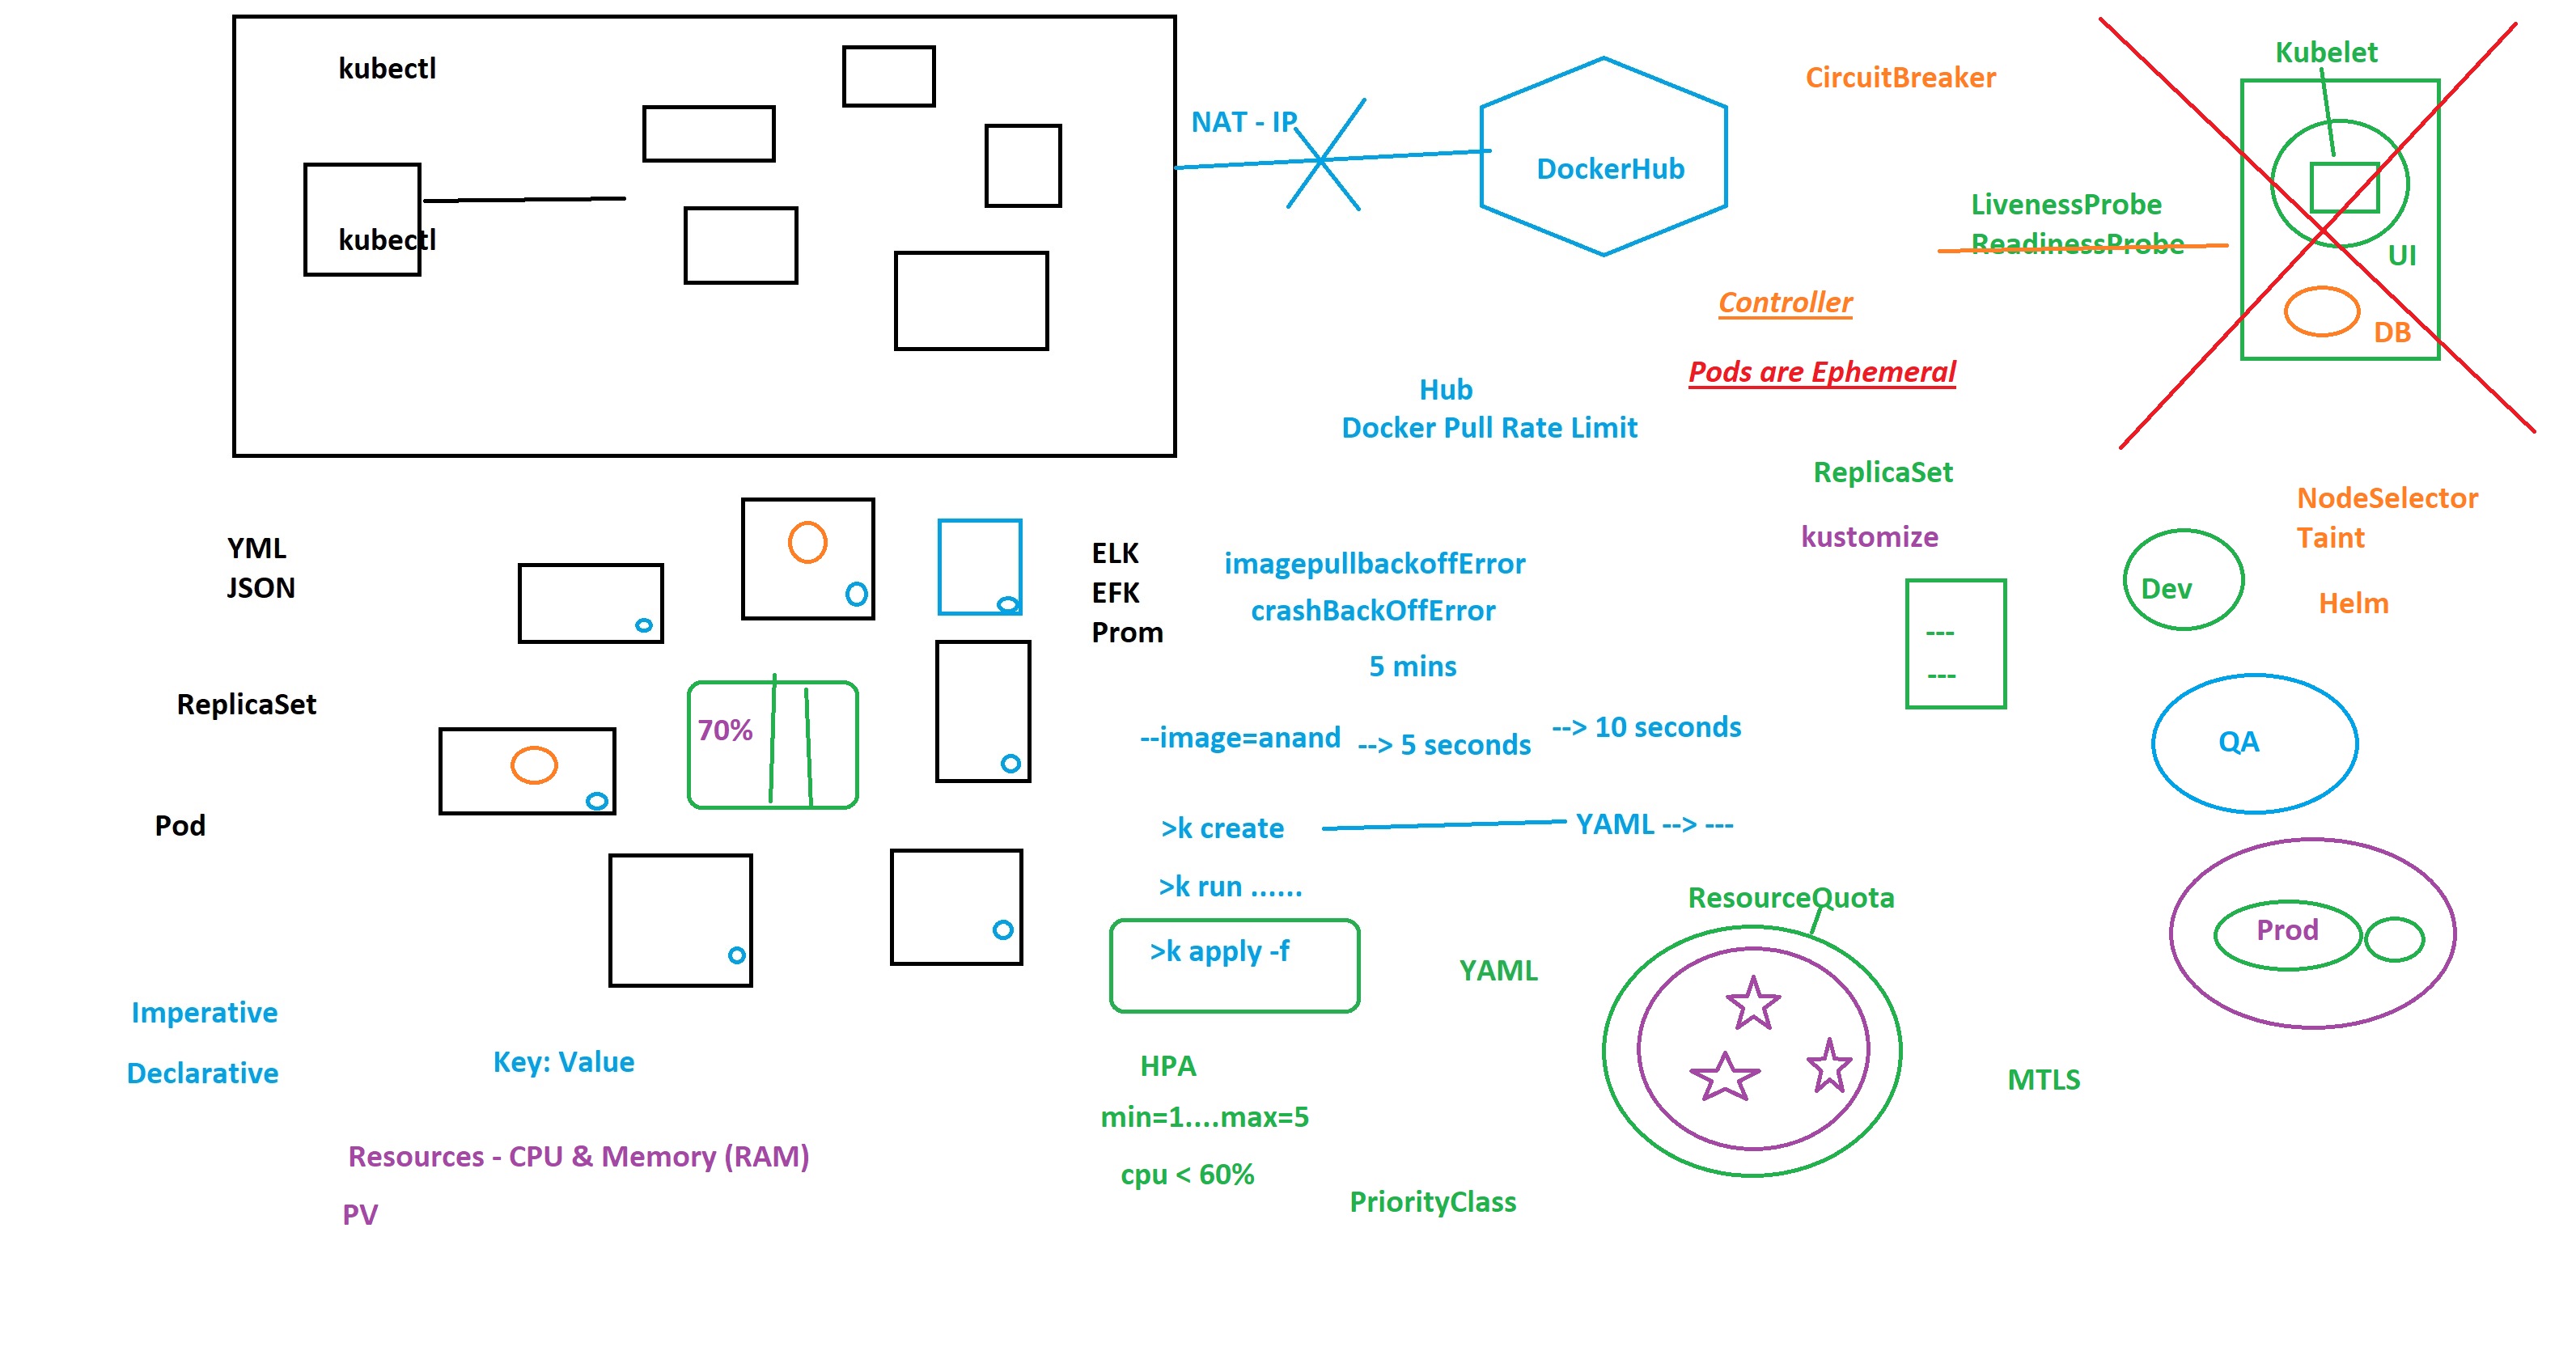 kubectl
kubectl
NAT - IP
DockerHub
CircuitBreaker
Kubelet
LivenessProbe
ReadinessProbe
UI
DB
Controller
Pods are Ephemeral
Hub
Docker Pull Rate Limit
ReplicaSet
kustomize
NodeSelector
Taint
Helm
Dev
QA
Prod
YML
JSON
ReplicaSet
Pod
70%
ELK
EFK
Prom
imagepullbackoffError
crashBackOffError
5 mins
--image=anand --> 5 seconds --> 10 seconds
---
---
>k create YAML --> ---
>k run ......
>k apply -f
YAML
ResourceQuota
Imperative
Declarative
Key: Value
Resources - CPU & Memory (RAM)
PV
HPA
min=1....max=5
cpu < 60%
PriorityClass
MTLS